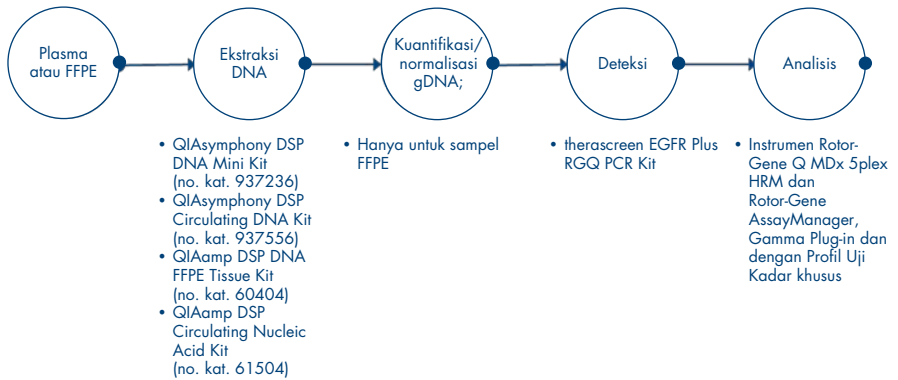 Plasma
atau FFPE
Ekstraksi
DNA
Kuantifikasi/
normalisasi
gDNA;
Deteksi
Analisis
• QIAsymphony DSP
DNA Mini Kit
(no. kat. 937236)
• QIAsymphony DSP
Circulating DNA Kit
(no. kat. 937556)
• QIAamp DSP DNA
FFPE Tissue Kit
(no. kat. 60404)
• QIAamp DSP
Circulating Nucleic
Acid Kit
(no. kat. 61504)
• Hanya untuk sampel
FFPE
• therascreen EGFR Plus
RGQ PCR Kit
• Instrumen Rotor-
Gene Q MDx 5plex
HRM dan
Rotor-Gene
AssayManager,
Gamma Plug-in dan
dengan Profil Uji
Kadar khusus